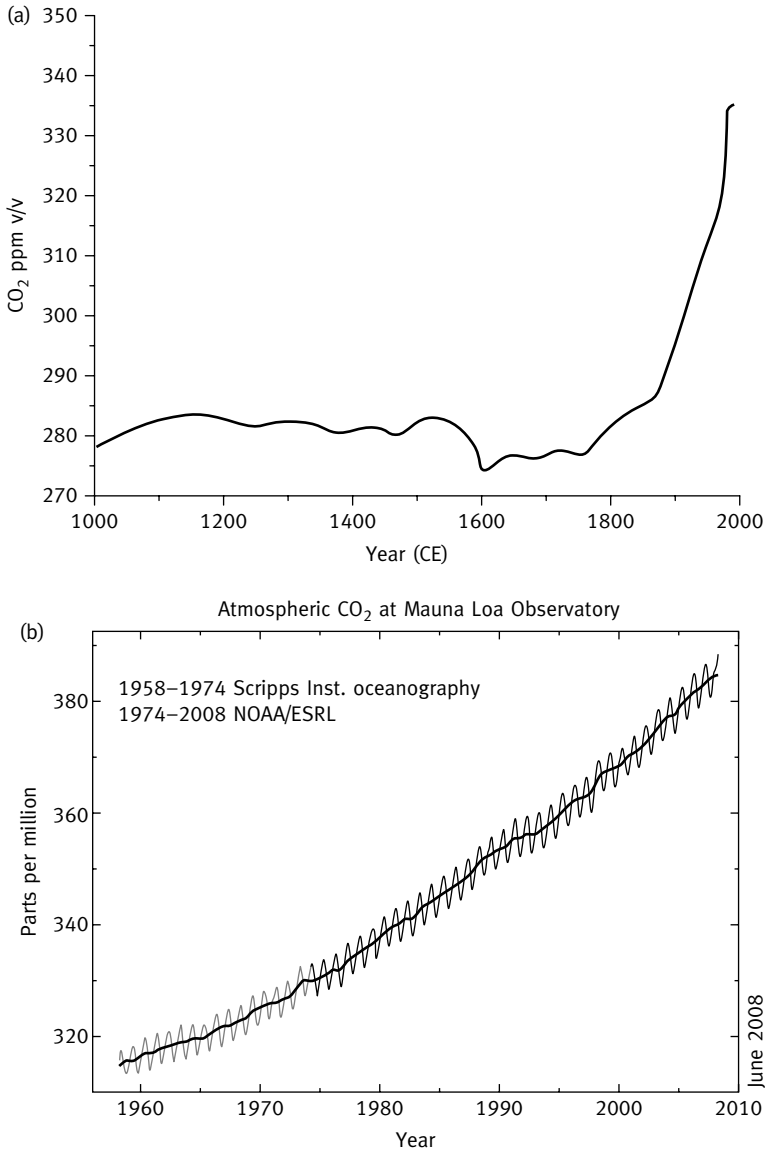 (a)
350
340
330
320
310
300
290
280
270
CO₂ ppm v/v
1000 1200 1400 1600 1800 2000
Year (CE)
Atmospheric CO₂ at Mauna Loa Observatory
(b)
1958–1974 Scripps Inst. oceanography
1974–2008 NOAA/ESRL
380
360
340
320
Parts per million
June 2008
1960 1970 1980 1990 2000 2010
Year